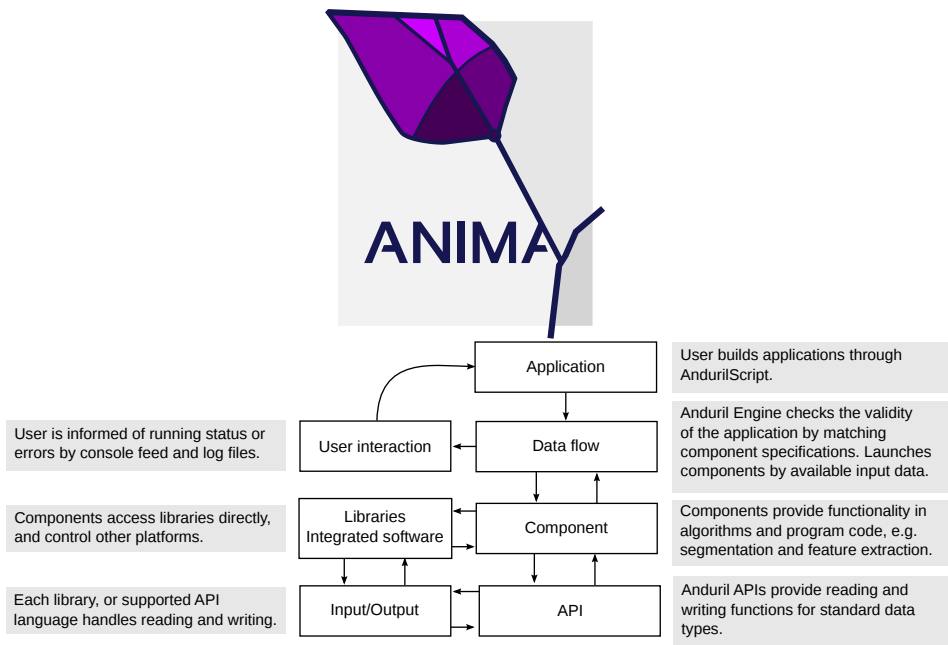 ANIMA
Application
User builds applications through
AndurilScript.
User is informed of running status or
errors by console feed and log files.
User interaction
Data flow
Anduril Engine checks the validity
of the application by matching
component specifications. Launches
components by available input data.
Components access libraries directly,
and control other platforms.
Libraries
Integrated software
Component
Components provide functionality in
algorithms and program code, e.g.
segmentation and feature extraction.
Each library, or supported API
language handles reading and writing.
Input/Output
API
Anduril APIs provide reading and
writing functions for standard data
types.